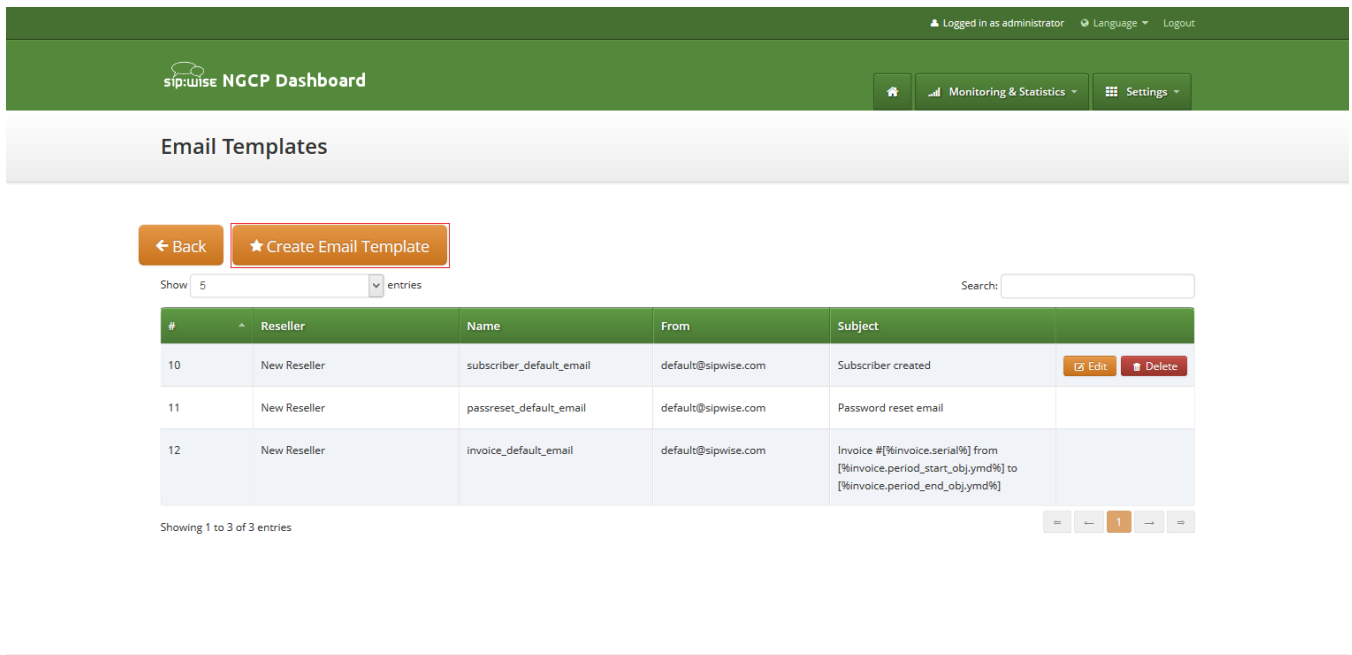 Logged in as administrator Language Logout
sip:wise NGCP Dashboard
Monitoring & Statistics Settings
Email Templates
Back Create Email Template
Show 5 entries Search:
# Reseller Name From Subject
10 New Reseller subscriber_default_email default@sipwise.com Subscriber created Edit Delete
11 New Reseller passreset_default_email default@sipwise.com Password reset email
12 New Reseller invoice_default_email default@sipwise.com Invoice #[%invoice.serial%] from
[%invoice.period_start_obj.ymd%] to
[%invoice.period_end_obj.ymd%]
Showing 1 to 3 of 3 entries ⇐ ← 1 → ⇒